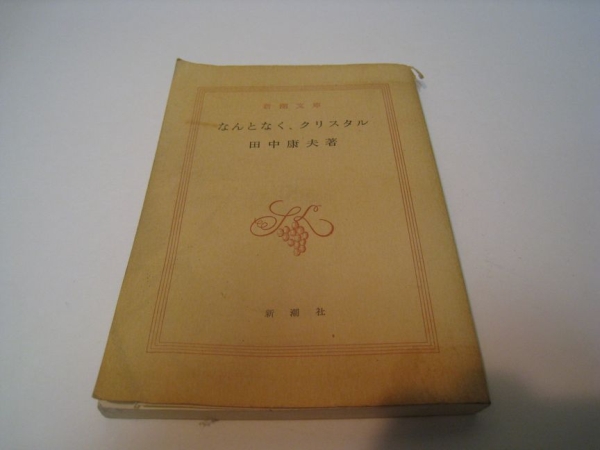 新潮文庫
なんとなく、クリスタル
田中康夫著
新潮社